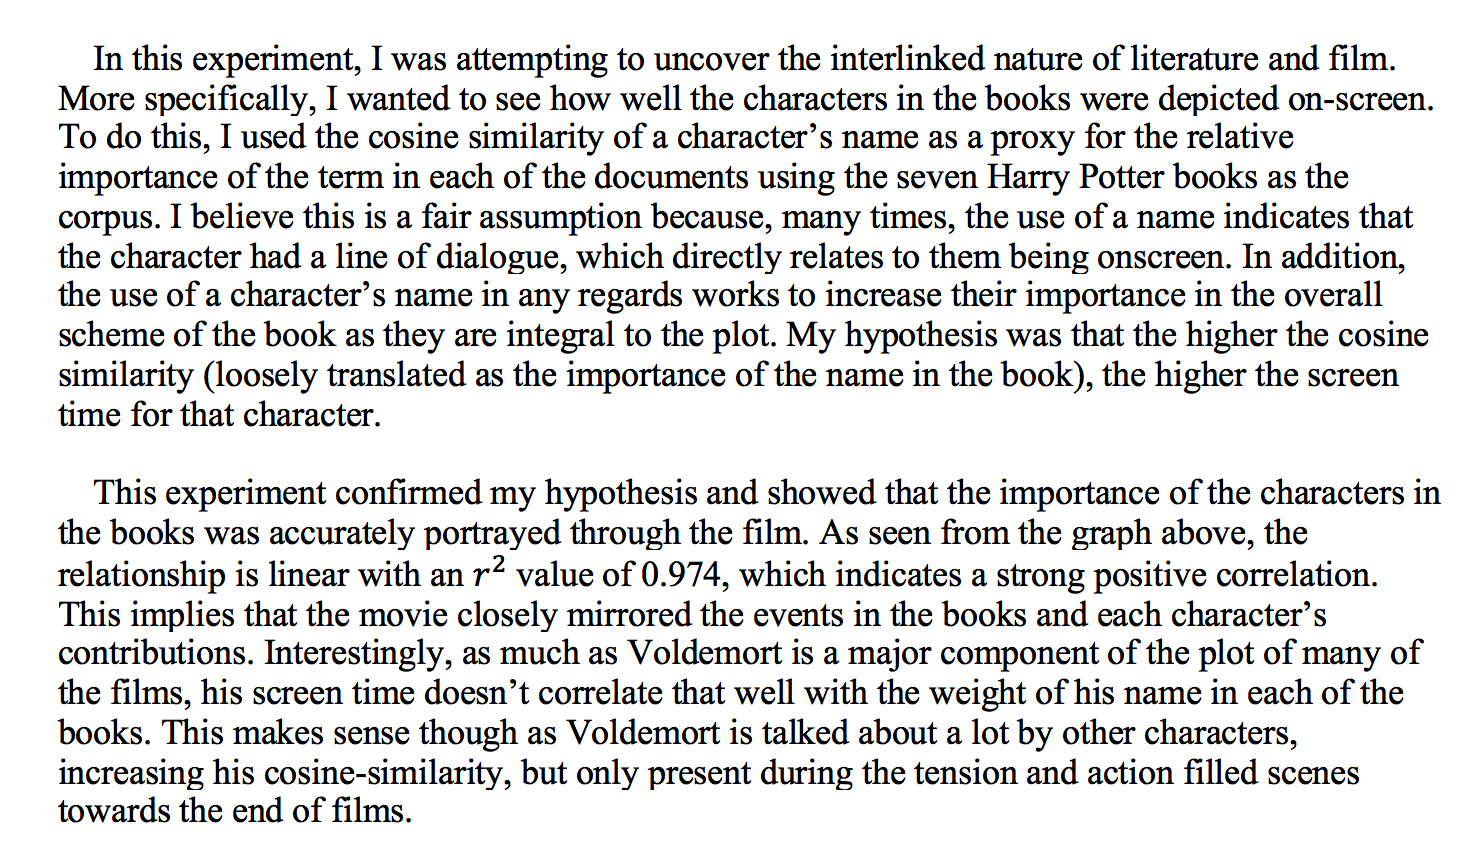 In this experiment, I was attempting to uncover the interlinked nature of literature and film.
More specifically, I wanted to see how well the characters in the books were depicted on-screen.
To do this, I used the cosine similarity of a character’s name as a proxy for the relative
importance of the term in each of the documents using the seven Harry Potter books as the
corpus. I believe this is a fair assumption because, many times, the use of a name indicates that
the character had a line of dialogue, which directly relates to them being onscreen. In addition,
the use of a character’s name in any regards works to increase their importance in the overall
scheme of the book as they are integral to the plot. My hypothesis was that the higher the cosine
similarity (loosely translated as the importance of the name in the book), the higher the screen
time for that character.
This experiment confirmed my hypothesis and showed that the importance of the characters in
the books was accurately portrayed through the film. As seen from the graph above, the
relationship is linear with an r² value of 0.974, which indicates a strong positive correlation.
This implies that the movie closely mirrored the events in the books and each character’s
contributions. Interestingly, as much as Voldemort is a major component of the plot of many of
the films, his screen time doesn’t correlate that well with the weight of his name in each of the
books. This makes sense though as Voldemort is talked about a lot by other characters,
increasing his cosine-similarity, but only present during the tension and action filled scenes
towards the end of films.